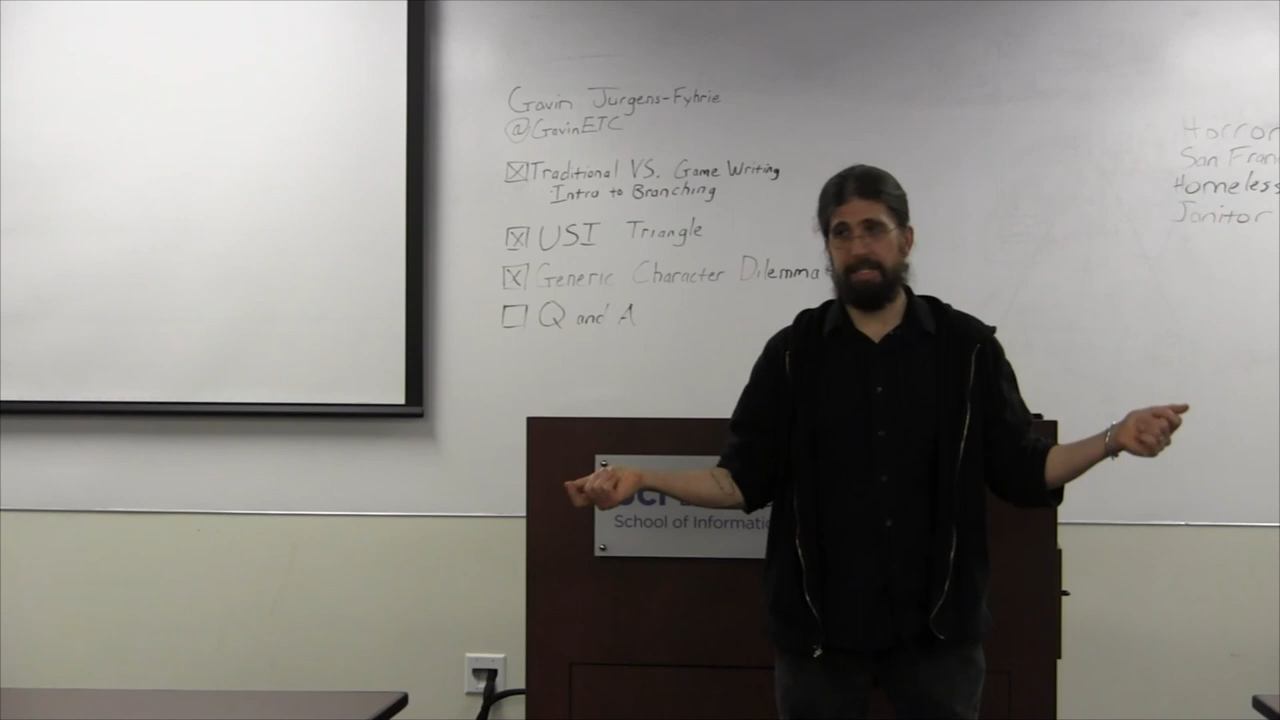 Gavin Jurgens-Fyhrie
@GavinETC
Traditional VS. Game Writing
Intro to Branching
USI Triangle
Generic Character Dilemma
Q and A
Horror
San Fran
Homeless
Janitor
School of Informatic